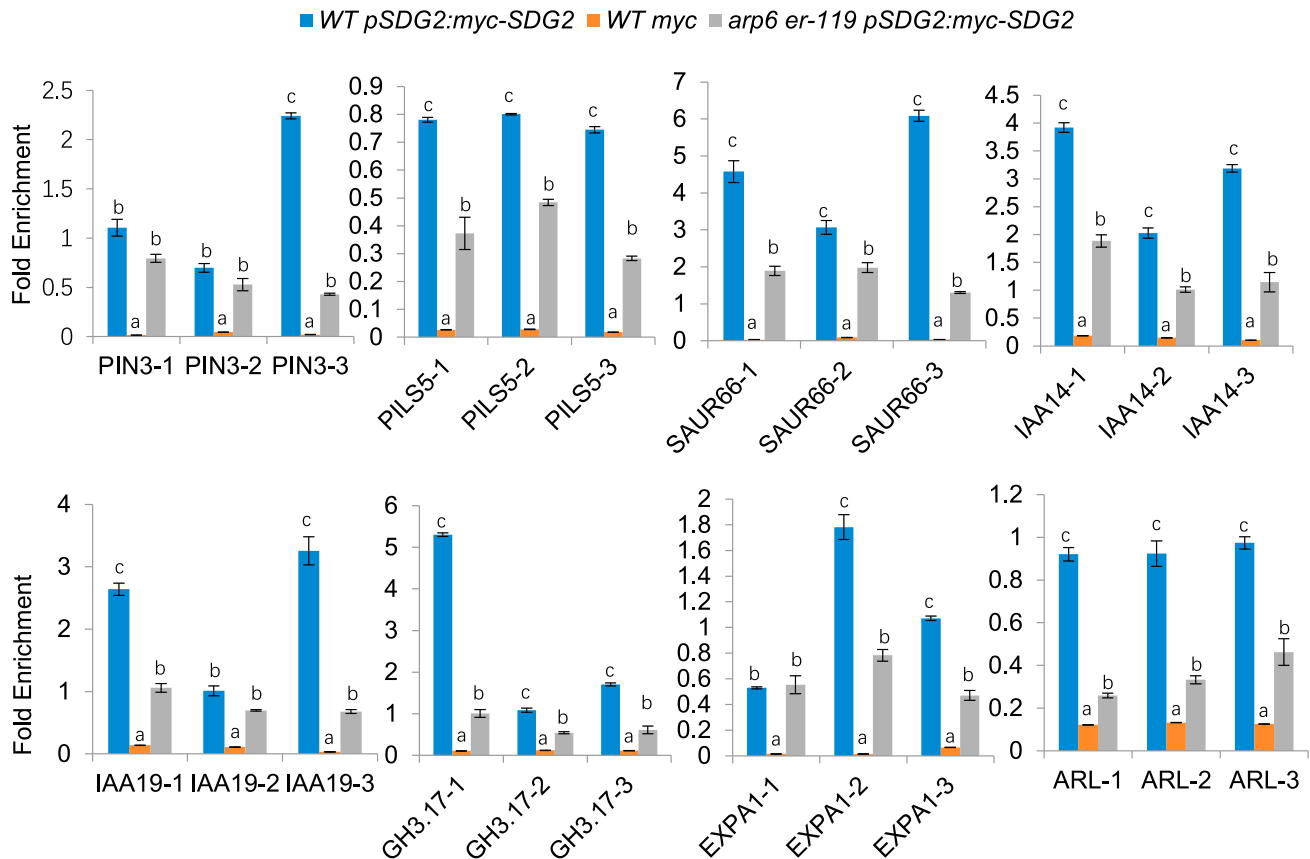 WT pSDG2:myc-SDG2 WT myc arp6 er-119 pSDG2:myc-SDG2
Fold Enrichment
2.5
2
1.5
1
0.5
0
b b c
a a a
b b b
PIN3-1 PIN3-2 PIN3-3
0.9
0.8
0.7
0.6
0.5
0.4
0.3
0.2
0.1
0
c c c
a a a
b b b
PILS5-1 PILS5-2 PILS5-3
7
6
5
4
3
2
1
0
c c c
a a a
b b b
SAUR66-1 SAUR66-2 SAUR66-3
4.5
4
3.5
3
2.5
2
1.5
1
0.5
0
c c c
a a a
b b b
IAA14-1 IAA14-2 IAA14-3
Fold Enrichment
4
3
2
1
0
c b c
a a a
b b b
IAA19-1 IAA19-2 IAA19-3
6
5
4
3
2
1
0
c c c
a a a
b b b
GH3.17-1 GH3.17-2 GH3.17-3
2
1.8
1.6
1.4
1.2
1
0.8
0.6
0.4
0.2
0
b c c
a a a
b b b
EXPA1-1 EXPA1-2 EXPA1-3
1.2
1
0.8
0.6
0.4
0.2
0
c c c
a a a
b b b
ARL-1 ARL-2 ARL-3